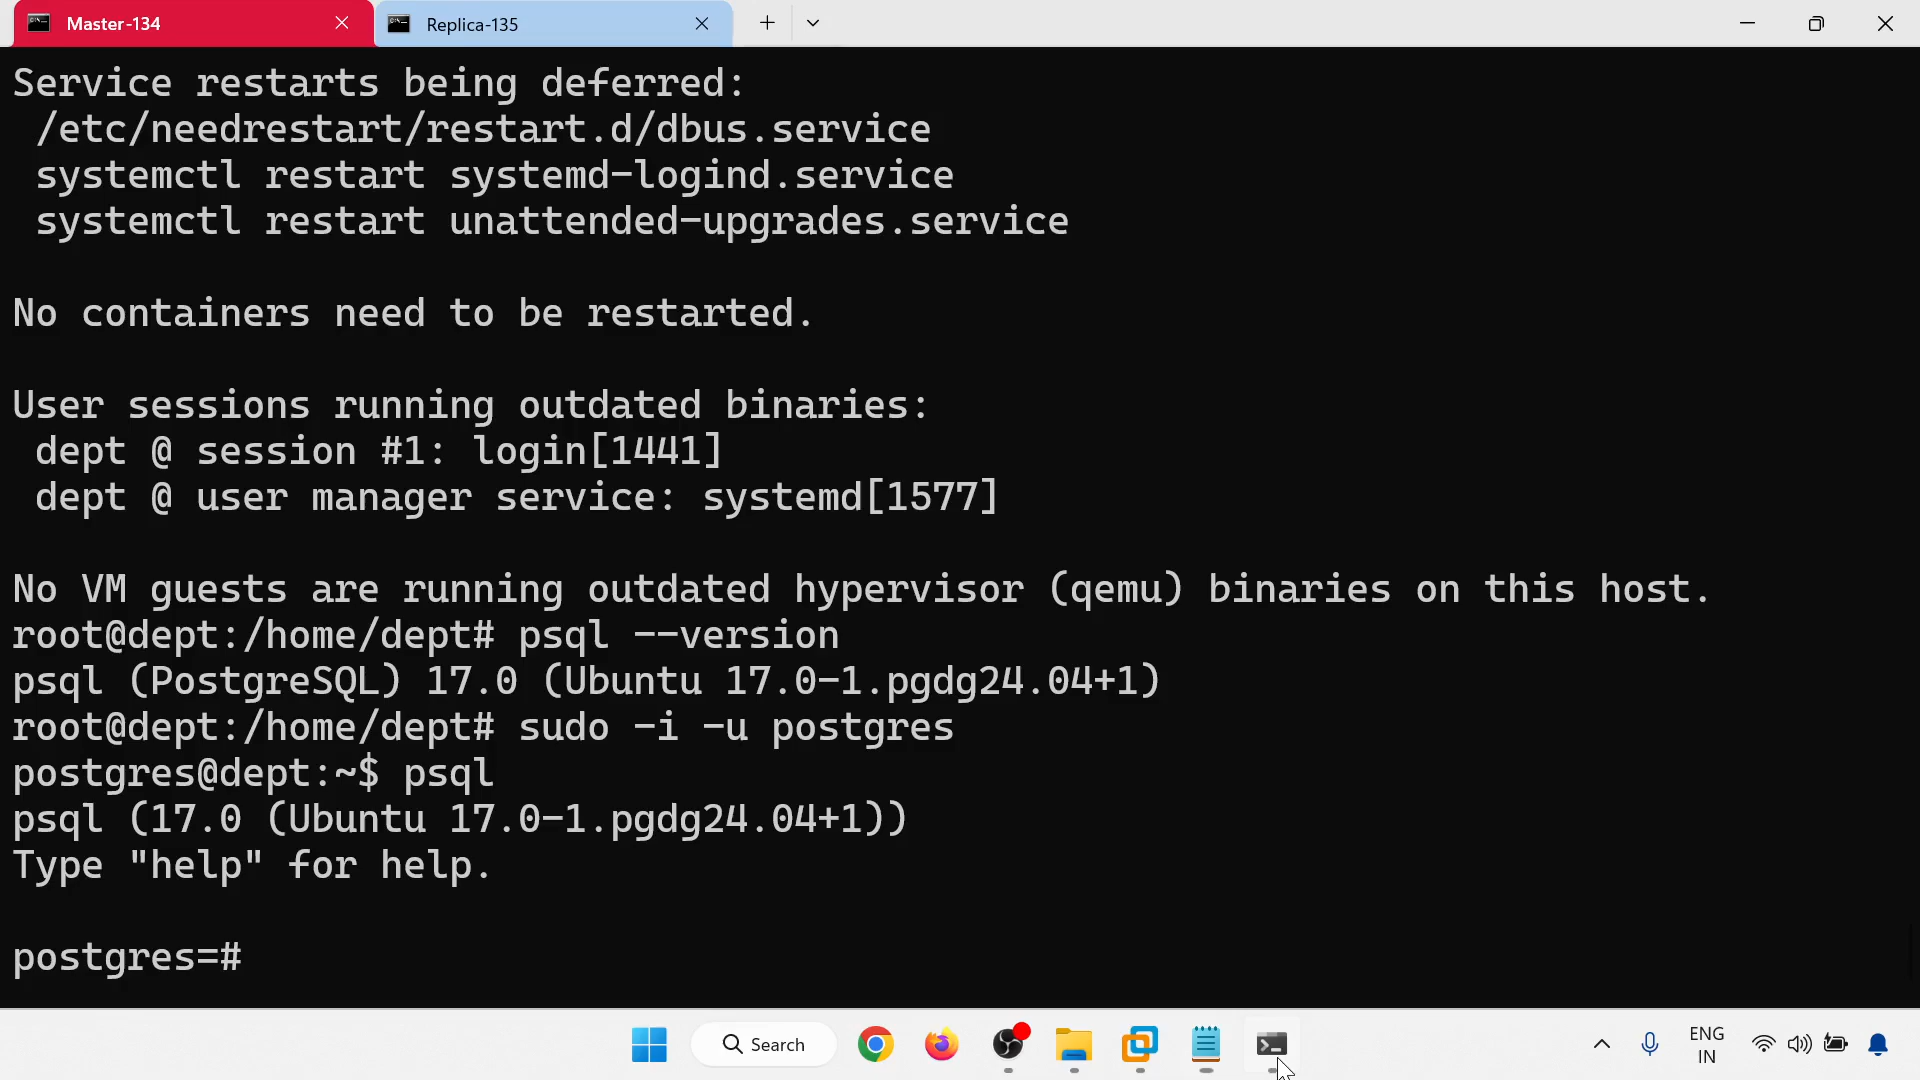 Master-134
Replica-135
Service restarts being deferred:
/etc/needrestart/restart.d/dbus.service
systemctl restart systemd-logind.service
systemctl restart unattended-upgrades.service
No containers need to be restarted.
User sessions running outdated binaries:
dept @ session #1: login[1441]
dept @ user manager service: systemd[1577]
No VM guests are running outdated hypervisor (qemu) binaries on this host.
root@dept:/home/dept# psql --version
psql (PostgreSQL) 17.0 (Ubuntu 17.0-1.pgdg24.04+1)
root@dept:/home/dept# sudo -i -u postgres
postgres@dept:~$ psql
psql (17.0 (Ubuntu 17.0-1.pgdg24.04+1))
Type "help" for help.
postgres=#
Search
ENG
IN